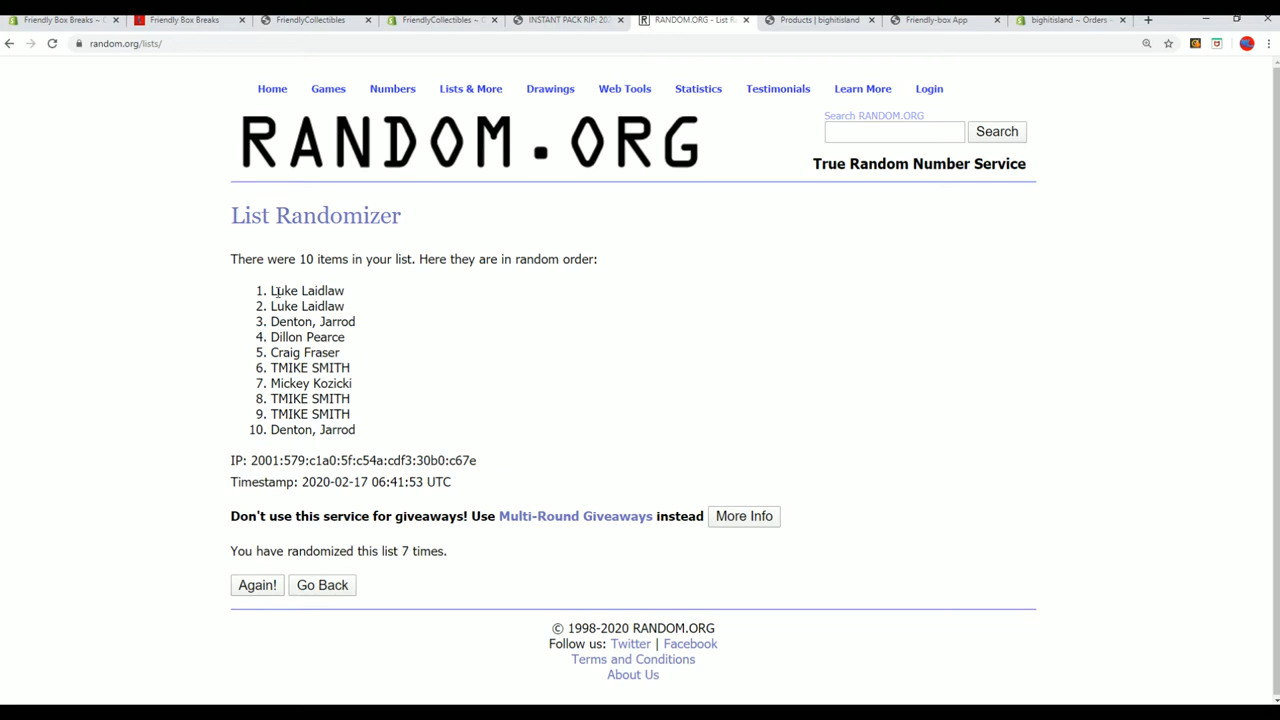 Friendly Box Breaks ~ C
Friendly Box Breaks
FriendlyCollectibles
FriendlyCollectibles ~ C
INSTANT PACK RIP: 202
RANDOM.ORG - List R
Products | bighitisland
Friendly-box App
bighitisland ~ Orders
random.org/lists/
Home Games Numbers Lists & More Drawings Web Tools Statistics Testimonials Learn More Login
RANDOM.ORG
Search RANDOM.ORG
Search
True Random Number Service
List Randomizer
There were 10 items in your list. Here they are in random order:
1. Luke Laidlaw
2. Luke Laidlaw
3. Denton, Jarrod
4. Dillon Pearce
5. Craig Fraser
6. TMIKE SMITH
7. Mickey Kozicki
8. TMIKE SMITH
9. TMIKE SMITH
10. Denton, Jarrod
IP: 2001:579:c1a0:5f:c54a:cdf3:30b0:c67e
Timestamp: 2020-02-17 06:41:53 UTC
Don't use this service for giveaways! Use Multi-Round Giveaways instead More Info
You have randomized this list 7 times.
Again! Go Back
© 1998-2020 RANDOM.ORG
Follow us: Twitter | Facebook
Terms and Conditions
About Us